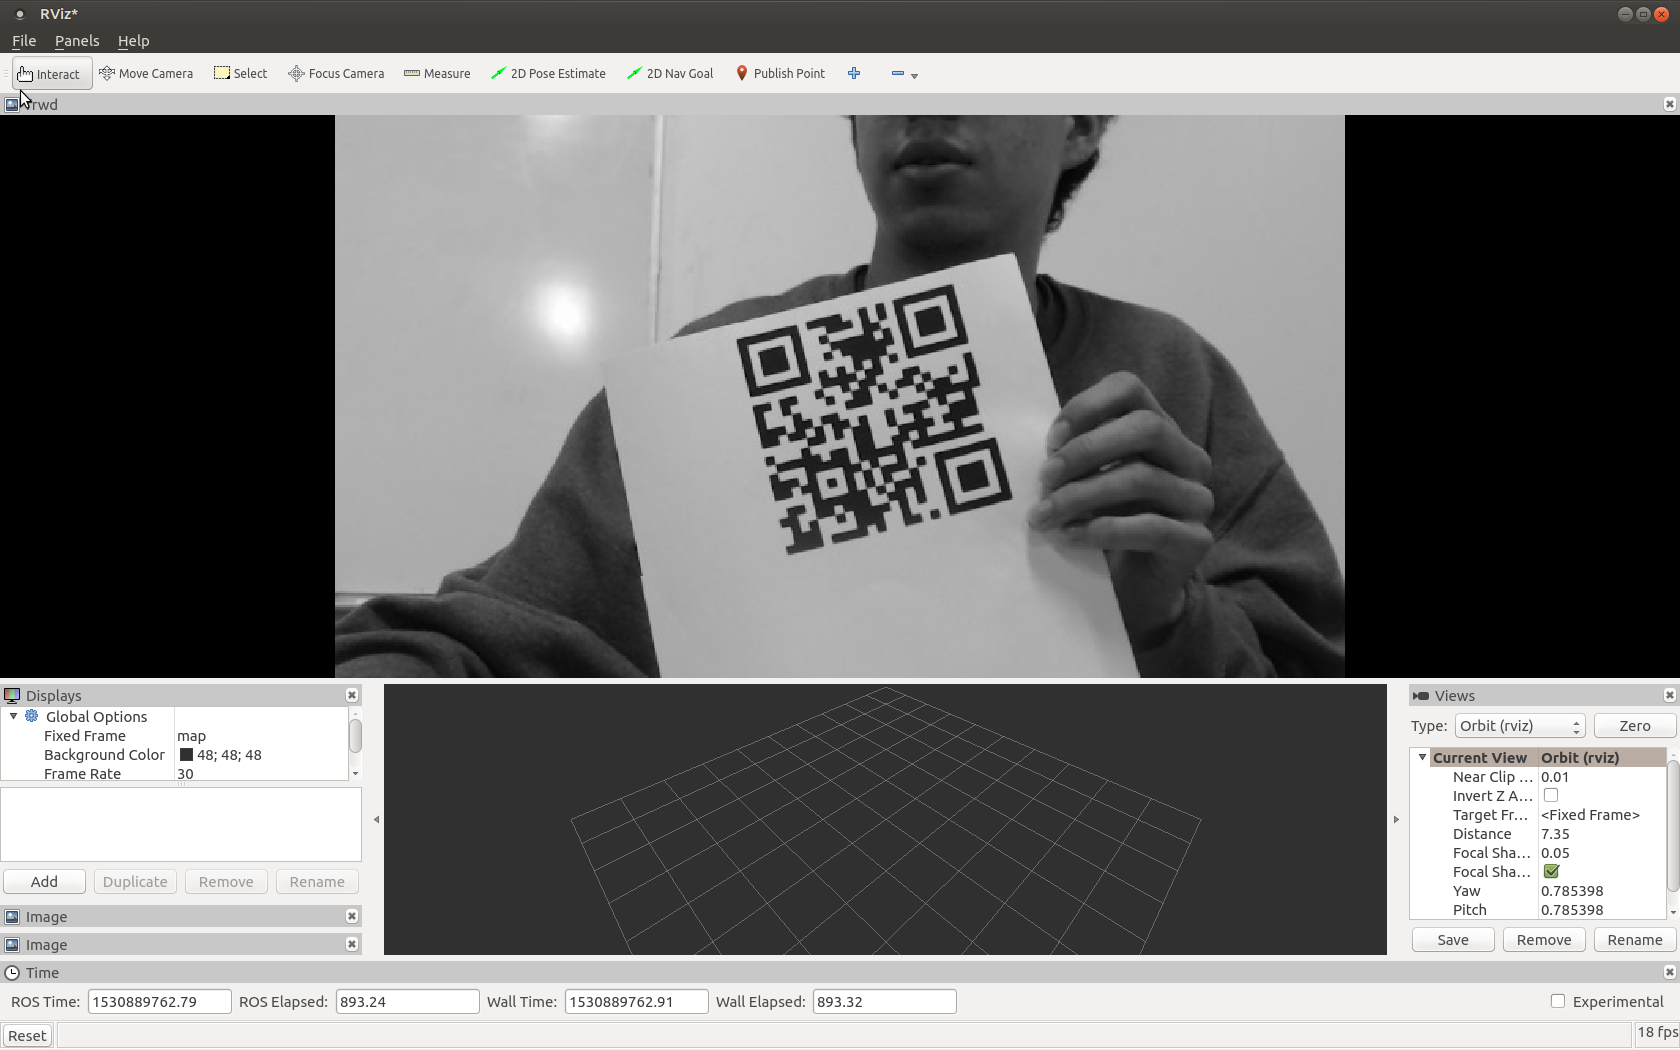 RViz*
File Panels Help
Interact Move Camera Select Focus Camera Measure 2D Pose Estimate 2D Nav Goal Publish Point
rwd
Displays
Global Options
Fixed Frame map
Background Color 48; 48; 48
Frame Rate 30
Add Duplicate Remove Rename
Image
Image
Views
Type: Orbit (rviz) Zero
Current View Orbit (rviz)
Near Clip ... 0.01
Invert Z A...
Target Fr... <Fixed Frame>
Distance 7.35
Focal Sha... 0.05
Focal Sha...
Yaw 0.785398
Pitch 0.785398
Save Remove Rename
Time
ROS Time: 1530889762.79 ROS Elapsed: 893.24 Wall Time: 1530889762.91 Wall Elapsed: 893.32 Experimental
Reset 18 fps